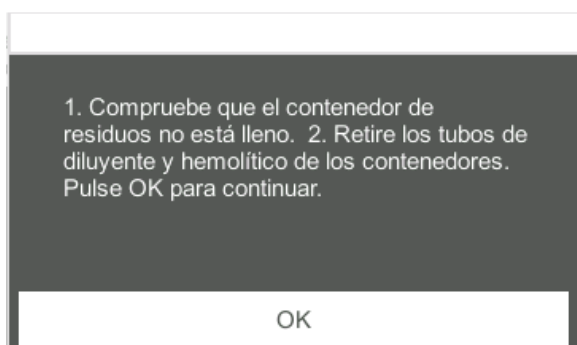 1. Compruebe que el contenedor de
residuos no está lleno.  2. Retire los tubos de
diluyente y hemolítico de los contenedores.
Pulse OK para continuar.
OK